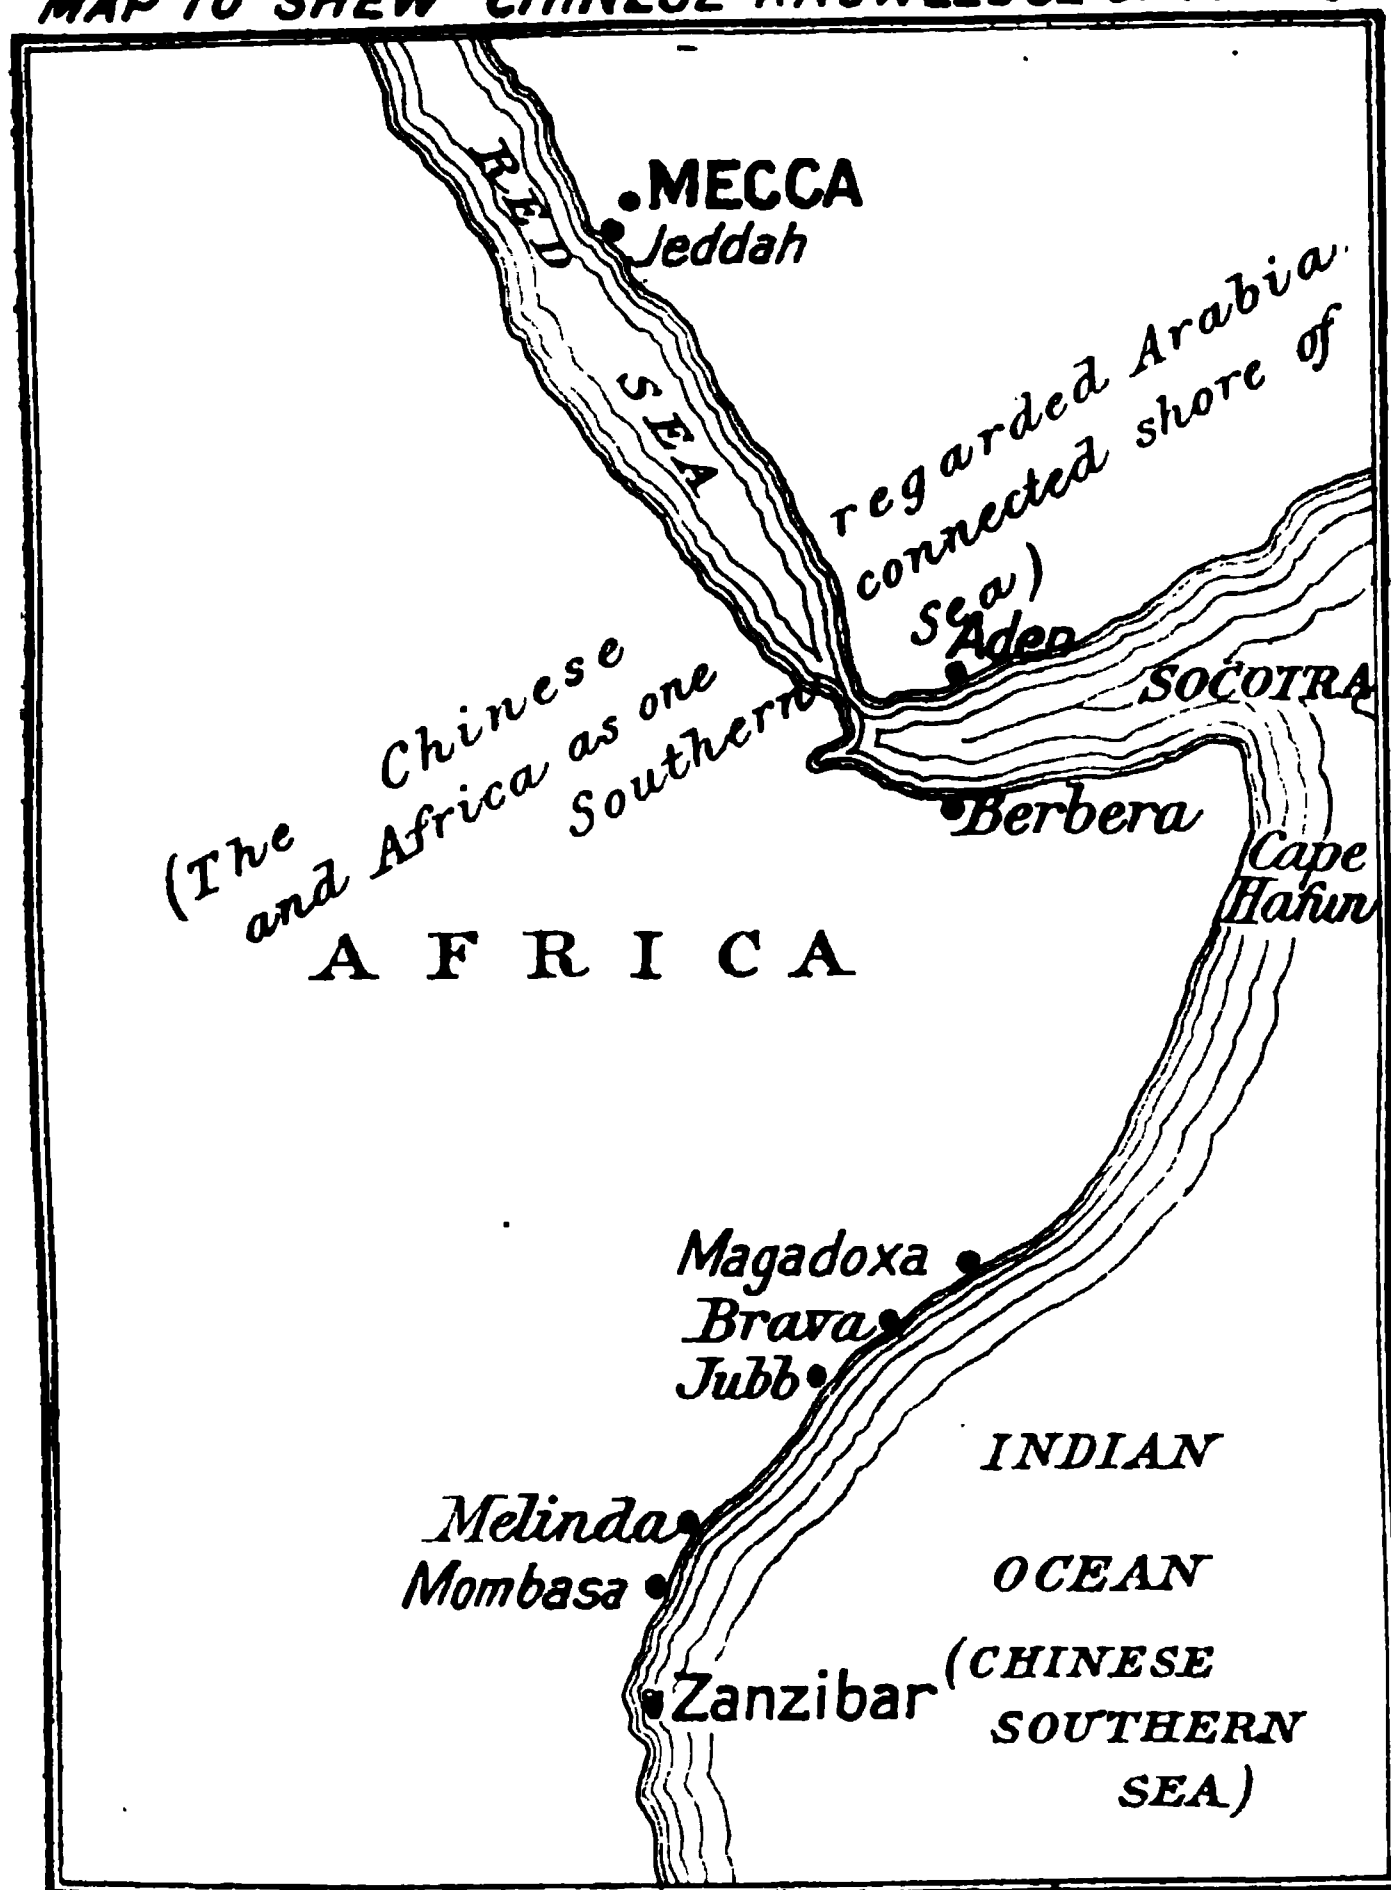 MAP TO SHEW CHINESE KNOWLEDGE
RED SEA
MECCA
Jeddah
(The Chinese regarded Arabia
and Africa as one connected shore of
Southern Sea)
Aden
SOCOTRA
Berbera
Cape
Hafun
AFRICA
Magadoxa
Brava
Jubb
Melinda
Mombasa
Zanzibar
INDIAN
OCEAN
(CHINESE
SOUTHERN
SEA)